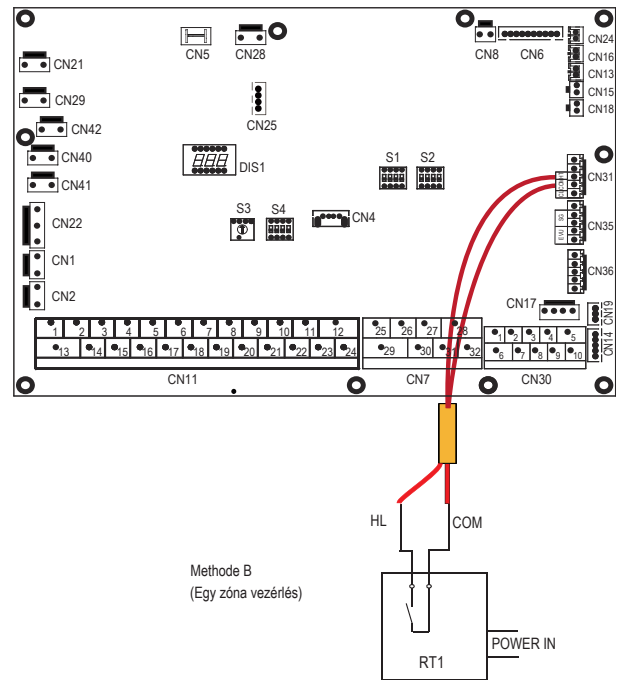 CN5
CN28
CN8
CN6
CN24
CN16
CN13
CN15
CN18
CN21
CN29
CN42
CN40
CN41
CN22
CN1
CN2
CN25
DIS1
S1
S2
S3
S4
CN4
CN31
CN35
SG
EVU
CN36
CN17
CN19
CN14
1 2 3 4 5 6 7 8 9 10 11 12
13 14 15 16 17 18 19 20 21 22 23 24
CN11
25 26 27 28
29 30 31 32
CN7
1 2 3 4 5
6 7 8 9 10
CN30
HL
COM
Methode B
(Egy zóna vezérlés)
POWER IN
RT1